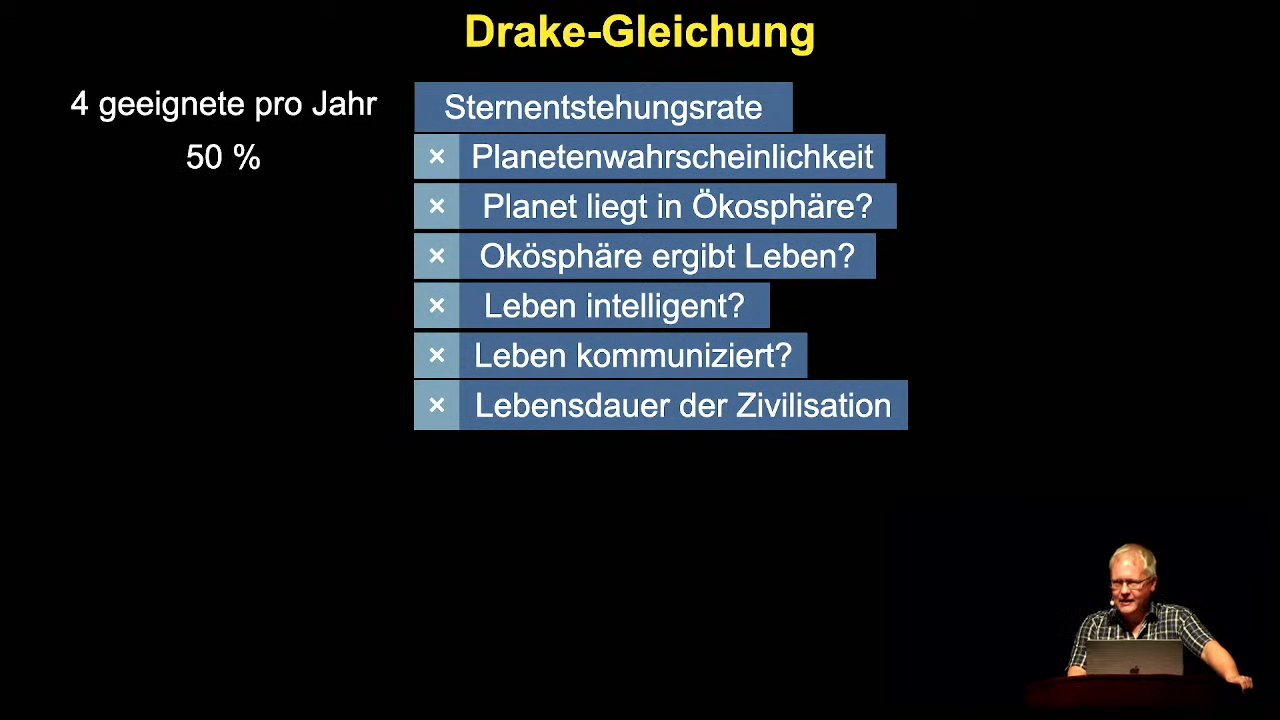 Drake-Gleichung
4 geeignete pro Jahr
Sternentstehungsrate
50 %
× Planetenwahrscheinlichkeit
× Planet liegt in Ökosphäre?
× Okösphäre ergibt Leben?
× Leben intelligent?
× Leben kommuniziert?
× Lebensdauer der Zivilisation